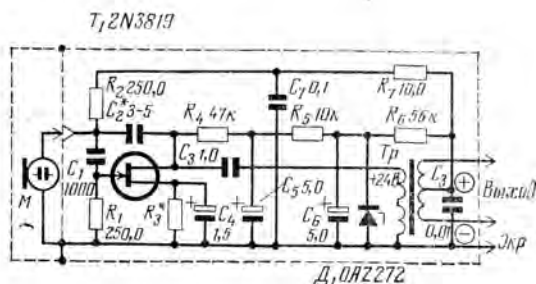 T₁ 2N3819
R₂ 250,0
C₂* 3-5
C₇ 0,1
R₇ 10,0
R₄ 47к
R₅ 10к
R₆ 56к
C₃ 1,0
Тр
+24В
C₃
+
Выход
C₁
1000
M
C₅ 5,0
R₁
250,0
R₃*
+
C₄
1,5
+
+
C₆
5,0
0,01
−
Экр
Д₁ 0AZ272